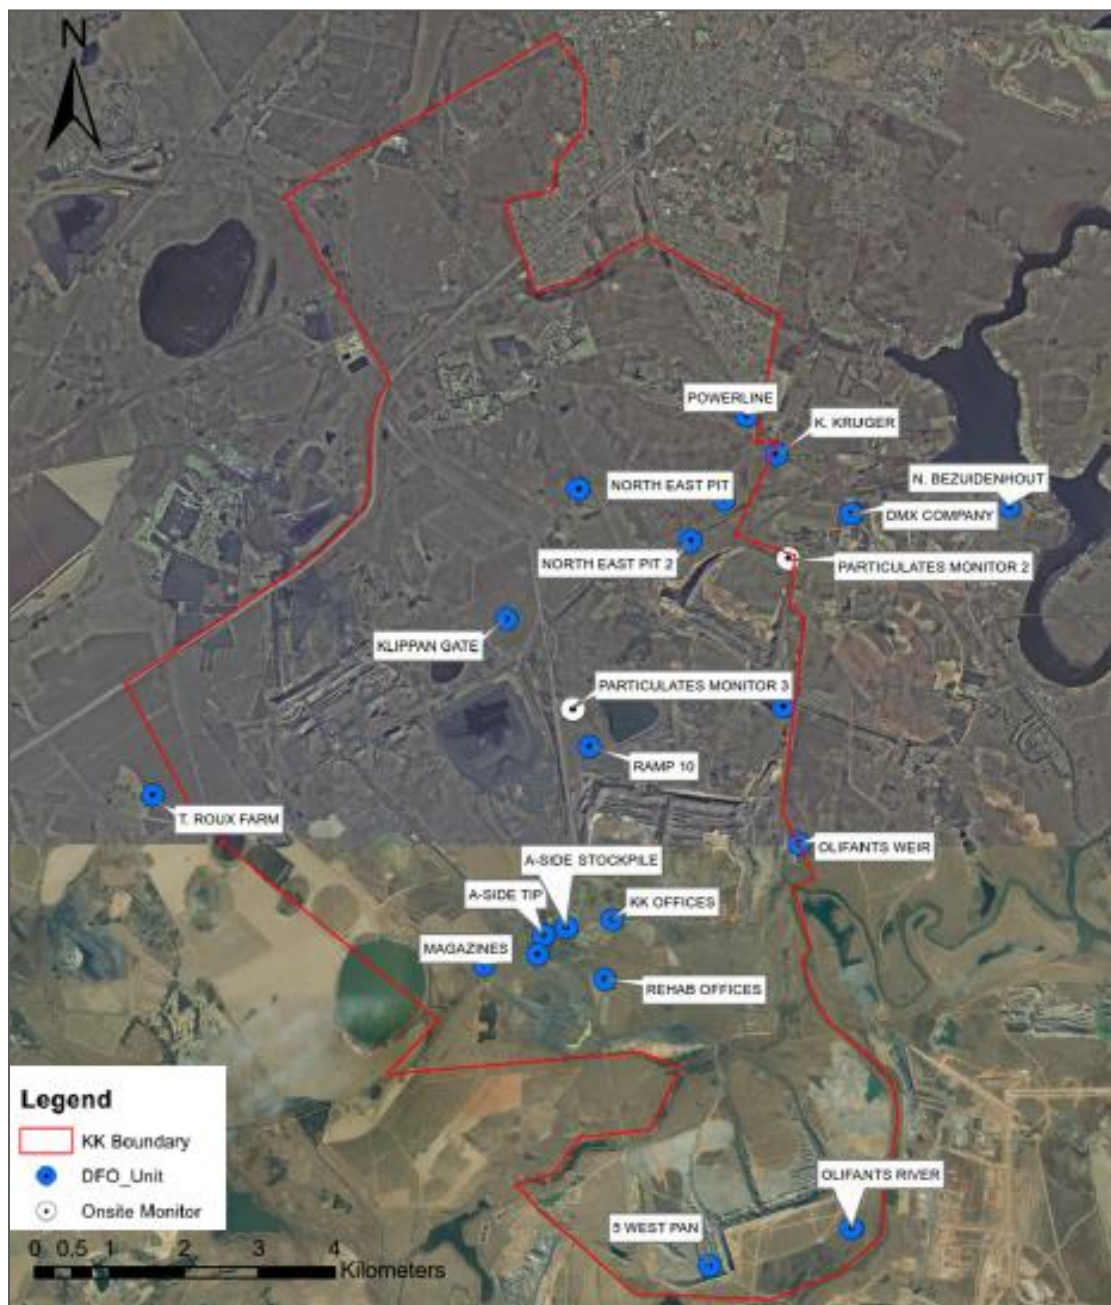 N
POWERLINE
K. KRUGER
N. BEZUIDENHOUT
NORTH EAST PIT
DMX COMPANY
NORTH EAST PIT 2
PARTICULATES MONITOR 2
KLIPPAN GATE
PARTICULATES MONITOR 3
RAMP 10
T. ROUX FARM
OLIFANTS WEIR
A-SIDE STOCKPILE
A-SIDE TIP
KK OFFICES
MAGAZINES
REHAB OFFICES
Legend
KK Boundary
DFO_Unit
Onsite Monitor
OLIFANTS RIVER
5 WEST PAN
0 0.5 1 2 3 4
Kilometers